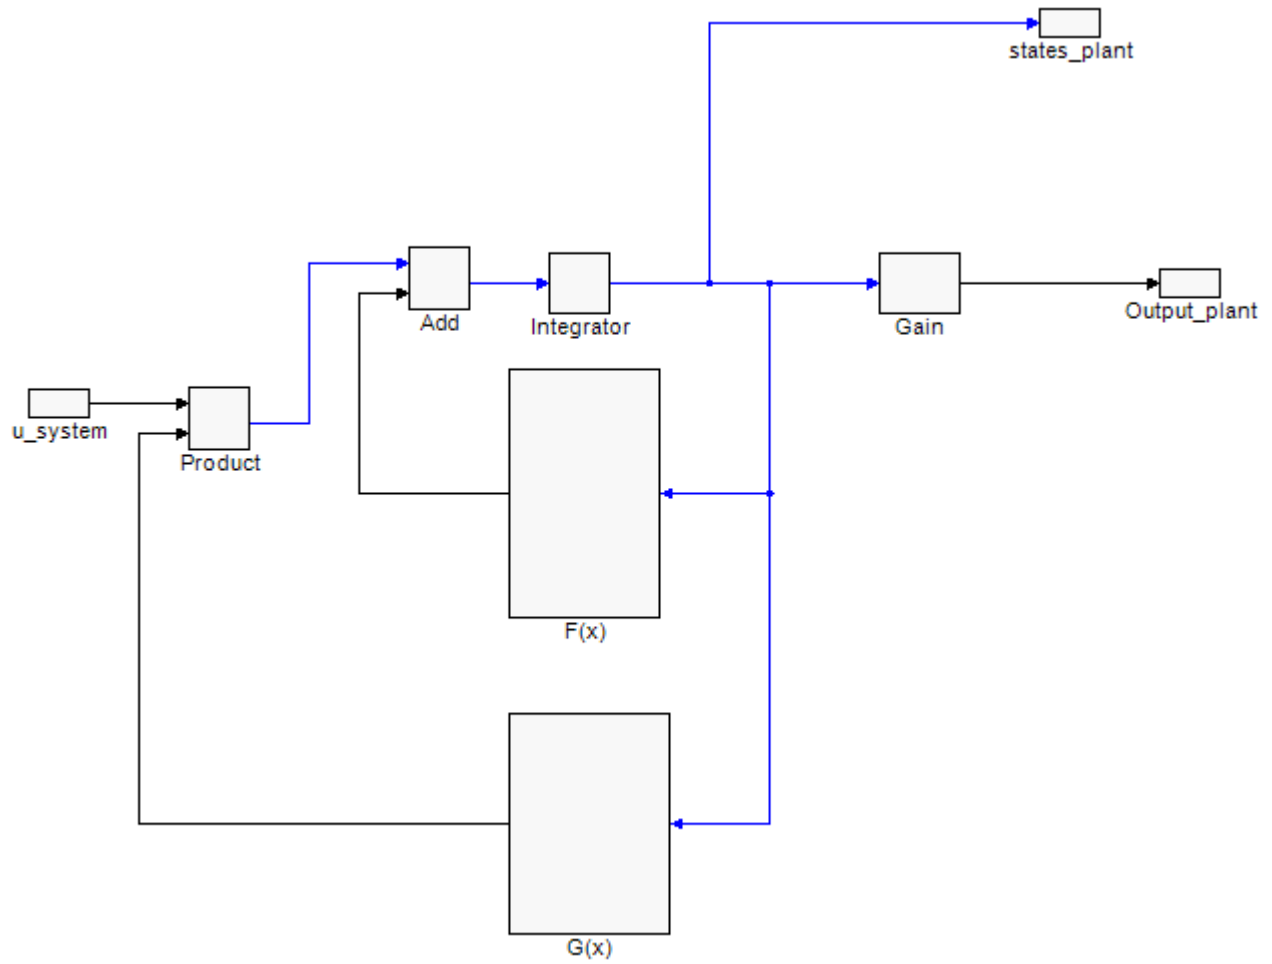 states_plant
Add
Integrator
Gain
Output_plant
u_system
Product
F(x)
G(x)